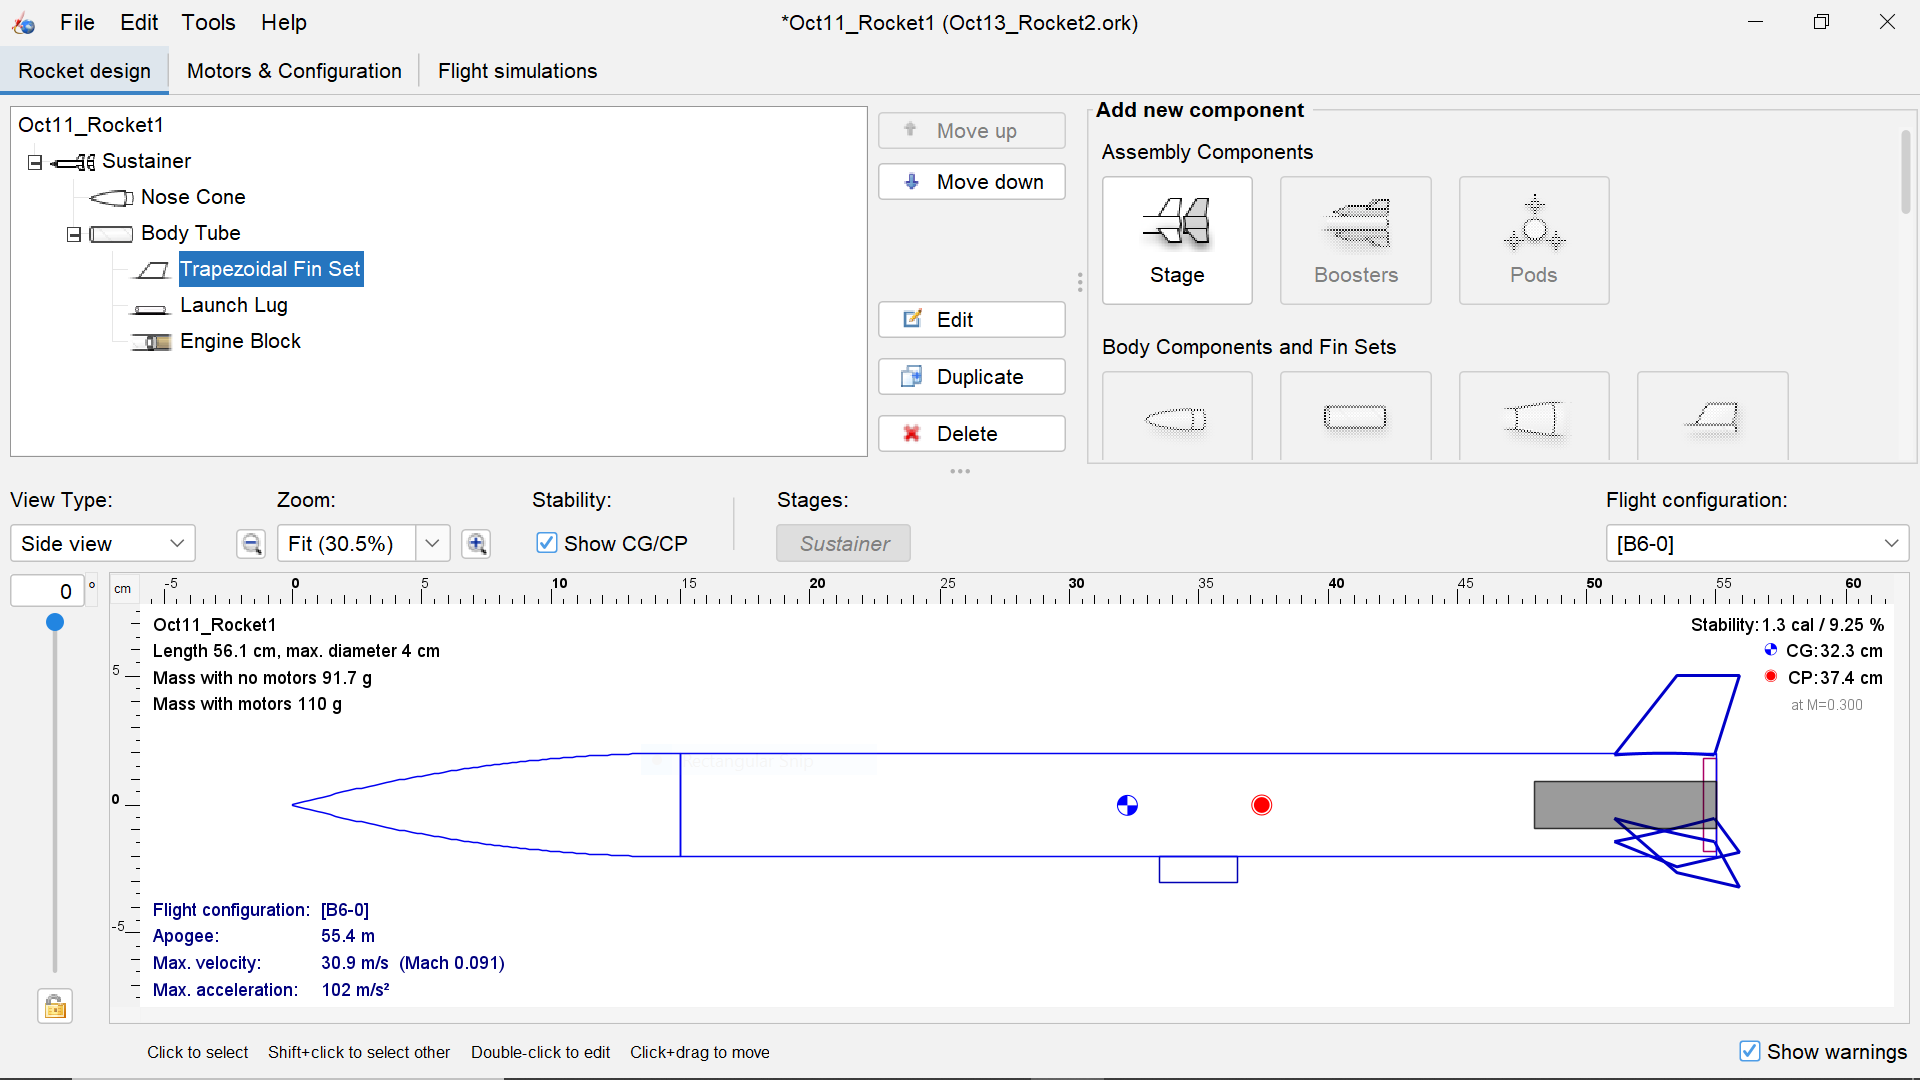 File Edit Tools Help
*Oct11_Rocket1 (Oct13_Rocket2.ork)
Rocket design Motors & Configuration Flight simulations
Oct11_Rocket1
Sustainer
Nose Cone
Body Tube
Trapezoidal Fin Set
Launch Lug
Engine Block
Move up
Move down
Edit
Duplicate
Delete
Add new component
Assembly Components
Stage Boosters Pods
Body Components and Fin Sets
View Type: Zoom: Stability: Stages: Flight configuration:
Side view Fit (30.5%) Show CG/CP Sustainer [B6-0]
0 °
cm -5 0 5 10 15 20 25 30 35 40 45 50 55 60
5
0
-5
Oct11_Rocket1
Length 56.1 cm, max. diameter 4 cm
Mass with no motors 91.7 g
Mass with motors 110 g
Stability: 1.3 cal / 9.25 %
CG: 32.3 cm
CP: 37.4 cm
at M=0.300
Rectangular Snip
Flight configuration: [B6-0]
Apogee: 55.4 m
Max. velocity: 30.9 m/s (Mach 0.091)
Max. acceleration: 102 m/s²
Click to select Shift+click to select other Double-click to edit Click+drag to move
Show warnings